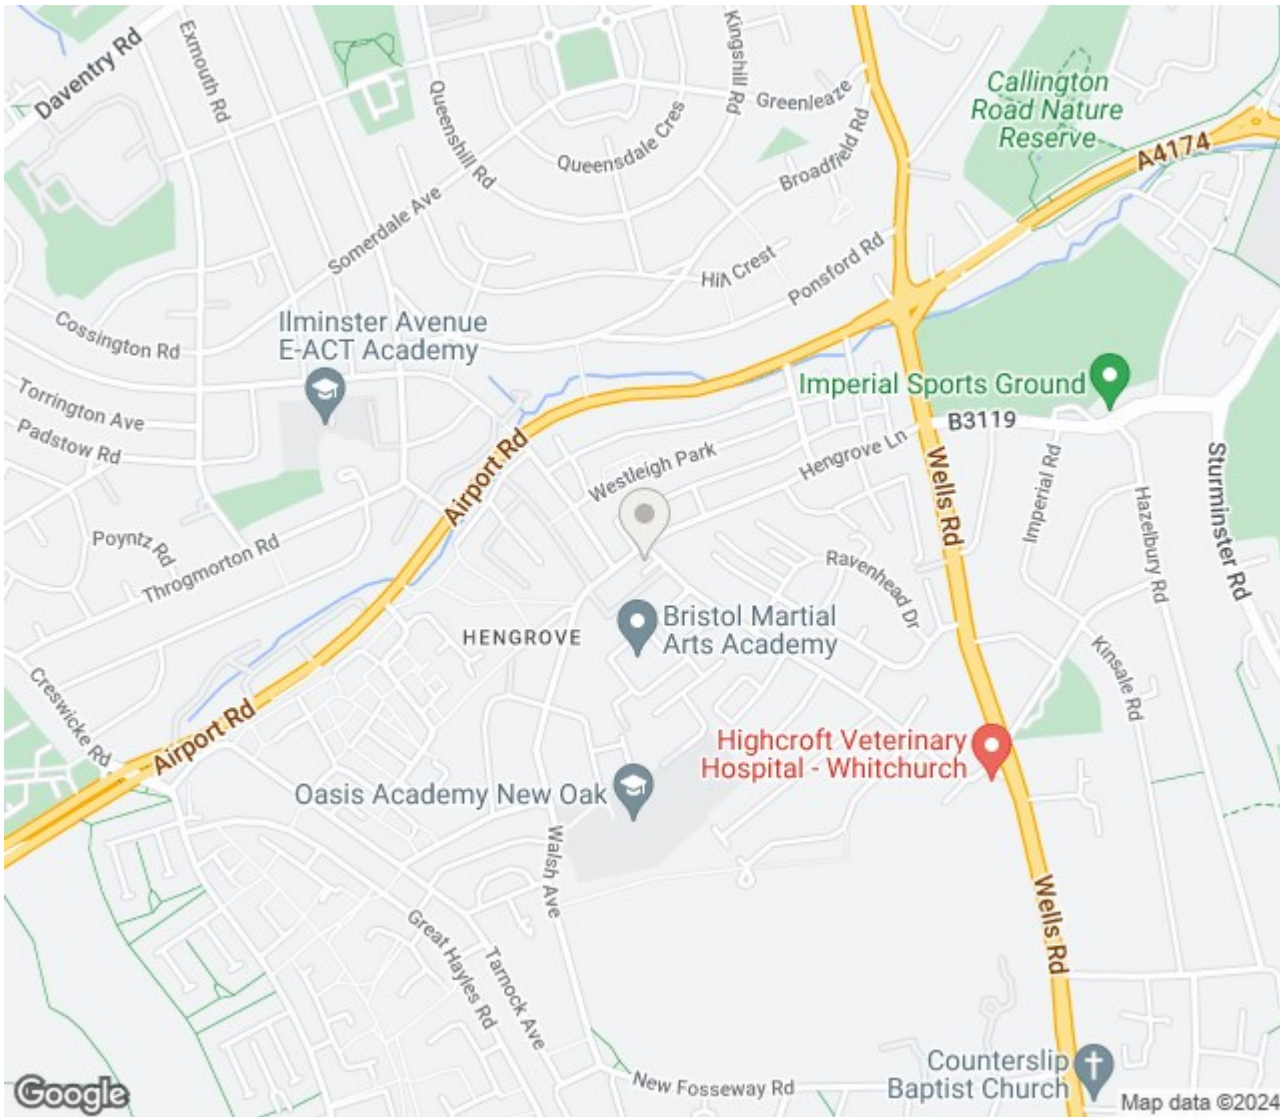 Daventry Rd
Exmouth Rd
Queenshill Rd
Kingshill Rd
Greenleaze
Queensdale Cres
Broadfield Rd
Callington
Road Nature
Reserve
A4174
Somerdale Ave
Hill Crest
Ponsford Rd
Cossington Rd
Ilminster Avenue
E-ACT Academy
Torrington Ave
Padstow Rd
Imperial Sports Ground
B3119
Airport Rd
Westleigh Park
Hengrove Ln
Wells Rd
Imperial Rd
Hazelbury Rd
Sturminster Rd
Poyntz Rd
Throgmorton Rd
Ravenhead Dr
Bristol Martial
Arts Academy
HENGROVE
Kinsale Rd
Creswicke Rd
Airport Rd
Highcroft Veterinary
Hospital - Whitchurch
Oasis Academy New Oak
Walsh Ave
Wells Rd
Great Hayles Rd
Tarnock Ave
Counterslip
Baptist Church
New Fosseway Rd
Google
Map data ©2024